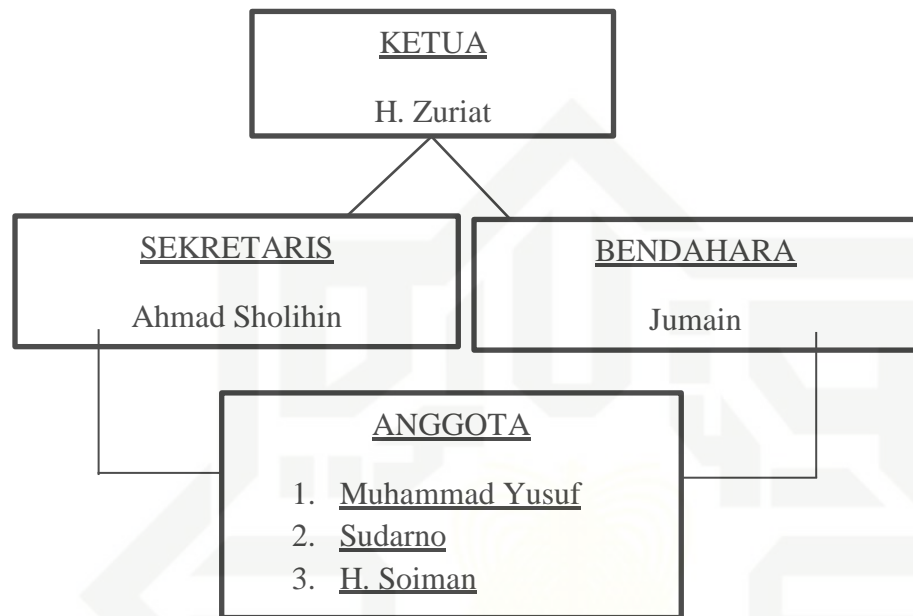 KETUA
H. Zuriat
SEKRETARIS
Ahmad Sholihin
BENDAHARA
Jumain
ANGGOTA
1. Muhammad Yusuf
2. Sudarno
3. H. Soiman